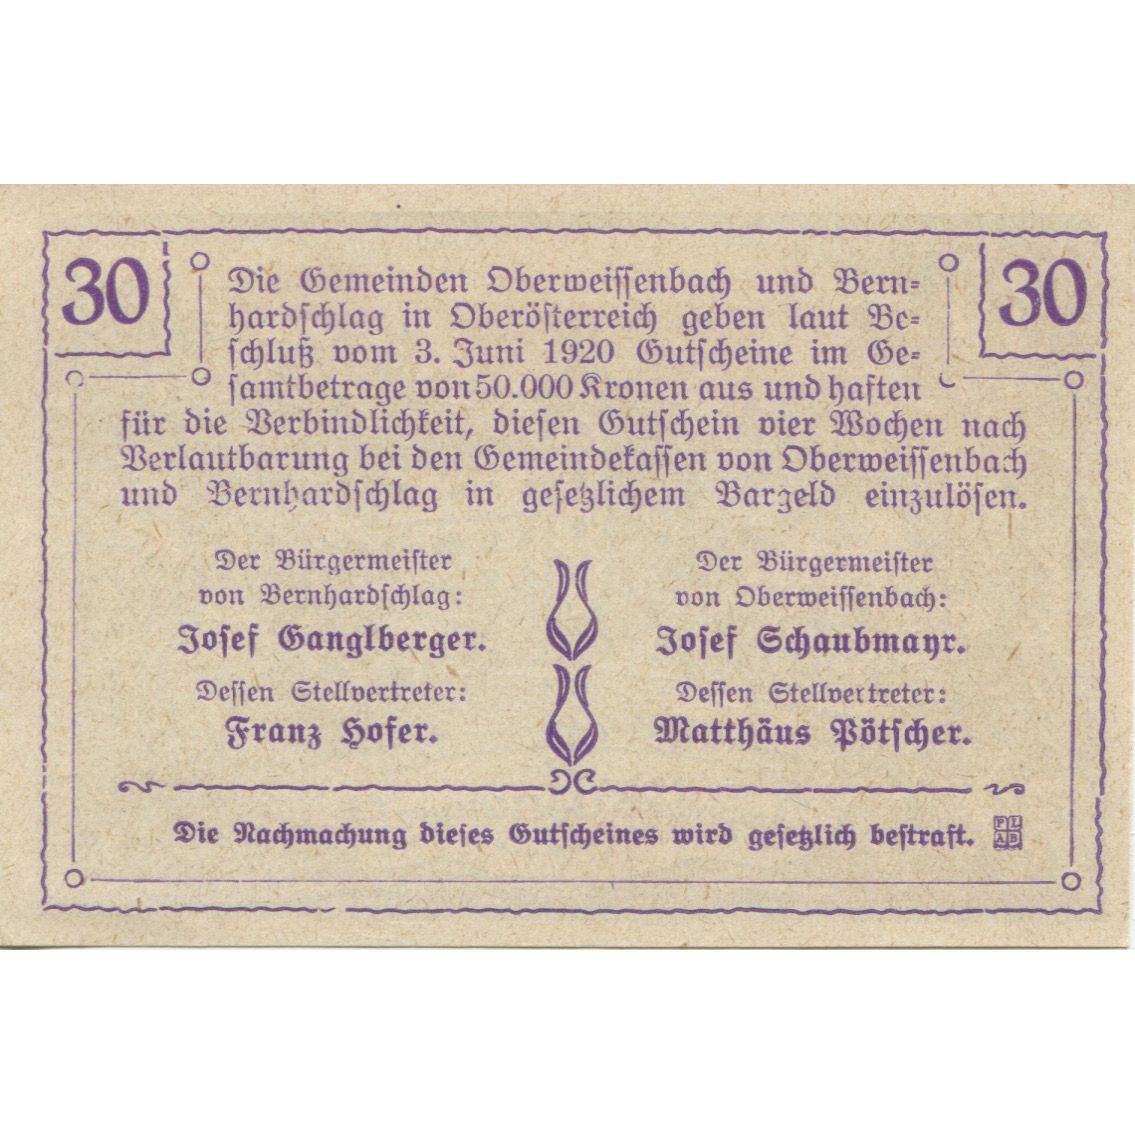 30
30
Die Gemeinden Oberweissenbach und Bern=
hardschlag in Oberösterreich geben laut Be=
schluß vom 3. Juni 1920 Gutscheine im Ge=
samtbetrage von 50.000 Kronen aus und haften
für die Verbindlichkeit, diesen Gutschein vier Wochen nach
Verlautbarung bei den Gemeindekassen von Oberweissenbach
und Bernhardschlag in gesetzlichem Bargeld einzulösen.
Der Bürgermeister
von Bernhardschlag:
Josef Ganglberger.
Dessen Stellvertreter:
Franz Hofer.
Der Bürgermeister
von Oberweissenbach:
Josef Schaubmayr.
Dessen Stellvertreter:
Matthäus Pötscher.
Die Nachmachung dieses Gutscheines wird gesetzlich bestraft.